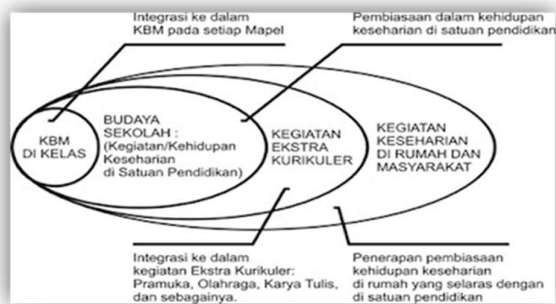 Integrasi ke dalam
KBM pada setiap Mapel
Pembiasaan dalam kehidupan
keseharian di satuan pendidikan
KBM
DI KELAS
BUDAYA
SEKOLAH :
(Kegiatan/Kehidupan
Keseharian
di Satuan Pendidikan)
KEGIATAN
EKSTRA
KURIKULER
KEGIATAN
KESEHARIAN
DI RUMAH DAN
MASYARAKAT
Integrasi ke dalam
kegiatan Ekstra Kurikuler:
Pramuka, Olahraga, Karya Tulis,
dan sebagainya.
Penerapan pembiasaan
kehidupan keseharian
di rumah yang selaras dengan
di satuan pendidikan